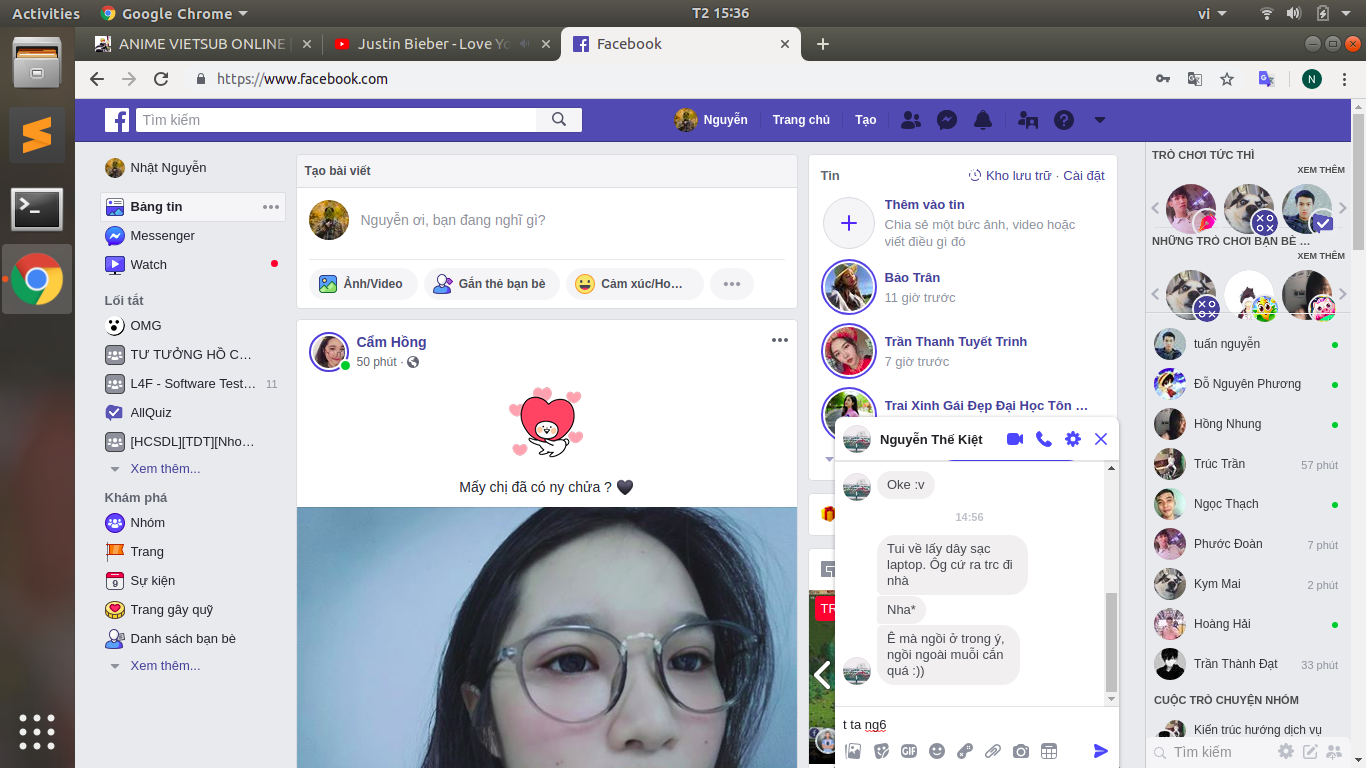 Activities
Google Chrome
T2 15:36
vi
ANIME VIETSUB ONLINE
Justin Bieber - Love Yo
Facebook
https://www.facebook.com
N
Tìm kiếm
Nguyễn
Trang chủ
Tạo
Nhật Nguyễn
Bảng tin
Messenger
Watch
Lối tắt
OMG
TƯ TƯỞNG HỒ C...
L4F - Software Test... 11
AllQuiz
[HCSDL][TDT][Nho...
Xem thêm...
Khám phá
Nhóm
Trang
9
Sự kiện
Trang gây quỹ
Danh sách bạn bè
Xem thêm...
Tạo bài viết
Nguyễn ơi, bạn đang nghĩ gì?
Ảnh/Video
Gắn thẻ bạn bè
Cảm xúc/Ho...
Cẩm Hồng
50 phút ·
Mấy chị đã có ny chửa ? 🖤
Tin
Kho lưu trữ · Cài đặt
Thêm vào tin
Chia sẻ một bức ảnh, video hoặc
viết điều gì đó
Bảo Trân
11 giờ trước
Trần Thanh Tuyết Trinh
7 giờ trước
Trai Xinh Gái Đẹp Đại Học Tôn ...
TR
Nguyễn Thế Kiệt
Oke :v
14:56
Tui về lấy dây sạc
laptop. Ôg cứ ra trc đi
nhà
Nha*
Ê mà ngồi ở trong ý,
ngồi ngoài muỗi cắn
quá :))
t ta ng6
GIF
TRÒ CHƠI TỨC THÌ
XEM THÊM
NHỮNG TRÒ CHƠI BẠN BÈ ...
XEM THÊM
tuấn nguyễn
Đỗ Nguyên Phương
Hồng Nhung
Trúc Trần 57 phút
Ngọc Thạch
Phước Đoàn 7 phút
Kym Mai 2 phút
Hoàng Hải
Trần Thành Đạt 33 phút
CUỘC TRÒ CHUYỆN NHÓM
Kiến trúc hướng dịch vụ
Tìm kiếm